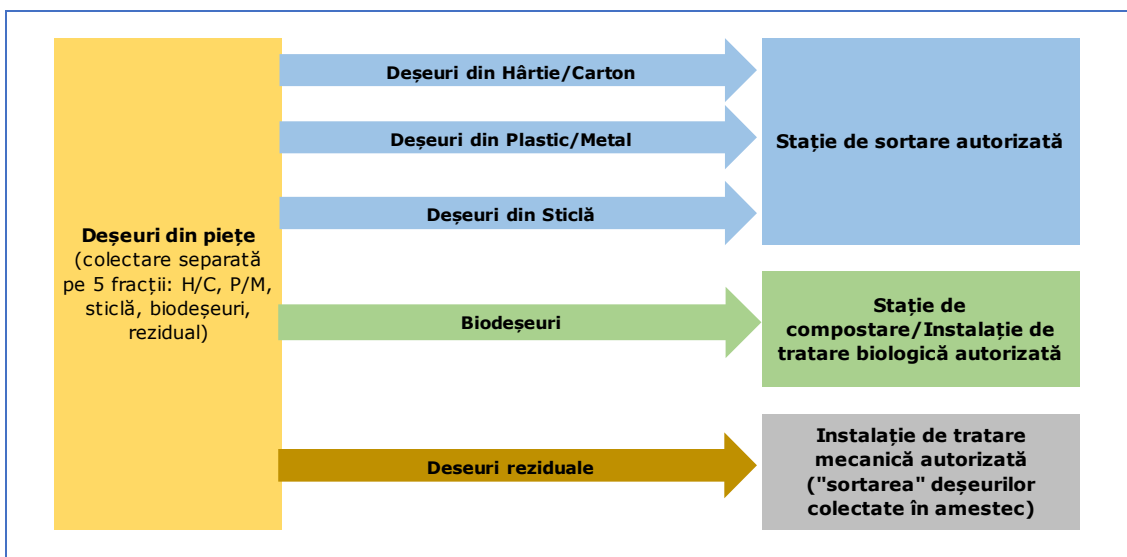 Deșeuri din piețe
(colectare separată
pe 5 fracții: H/C, P/M,
sticlă, biodeșeuri,
rezidual)
Deșeuri din Hârtie/Carton
Deșeuri din Plastic/Metal
Deșeuri din Sticlă
Biodeșeuri
Deseuri reziduale
Stație de sortare autorizată
Stație de
compostare/Instalație de
tratare biologică autorizată
Instalație de tratare
mecanică autorizată
("sortarea" deșeurilor
colectate în amestec)